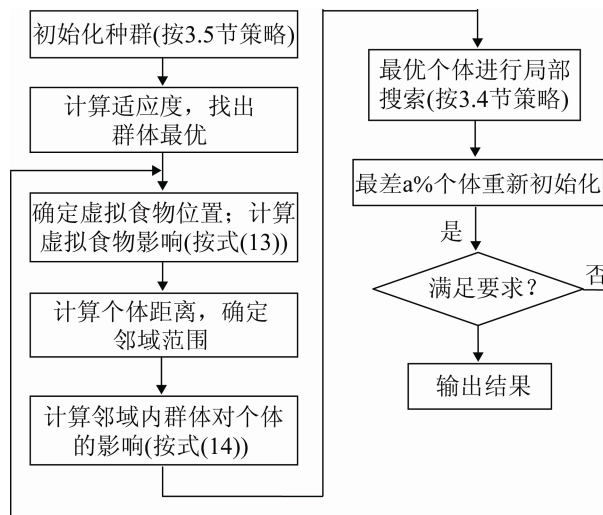 初始化种群(按3.5节策略)
计算适应度，找出
群体最优
确定虚拟食物位置；计算
虚拟食物影响(按式(13))
计算个体距离，确定
邻域范围
计算邻域内群体对个体
的影响(按式(14))
最优个体进行局部
搜索(按3.4节策略)
最差a%个体重新初始化
是
满足要求?
否
输出结果